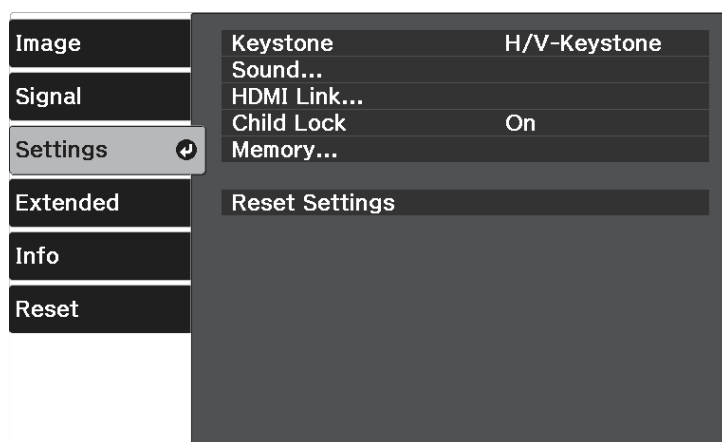 Image
Signal
Settings
Extended
Info
Reset
Keystone H/V-Keystone
Sound...
HDMI Link...
Child Lock On
Memory...
Reset Settings